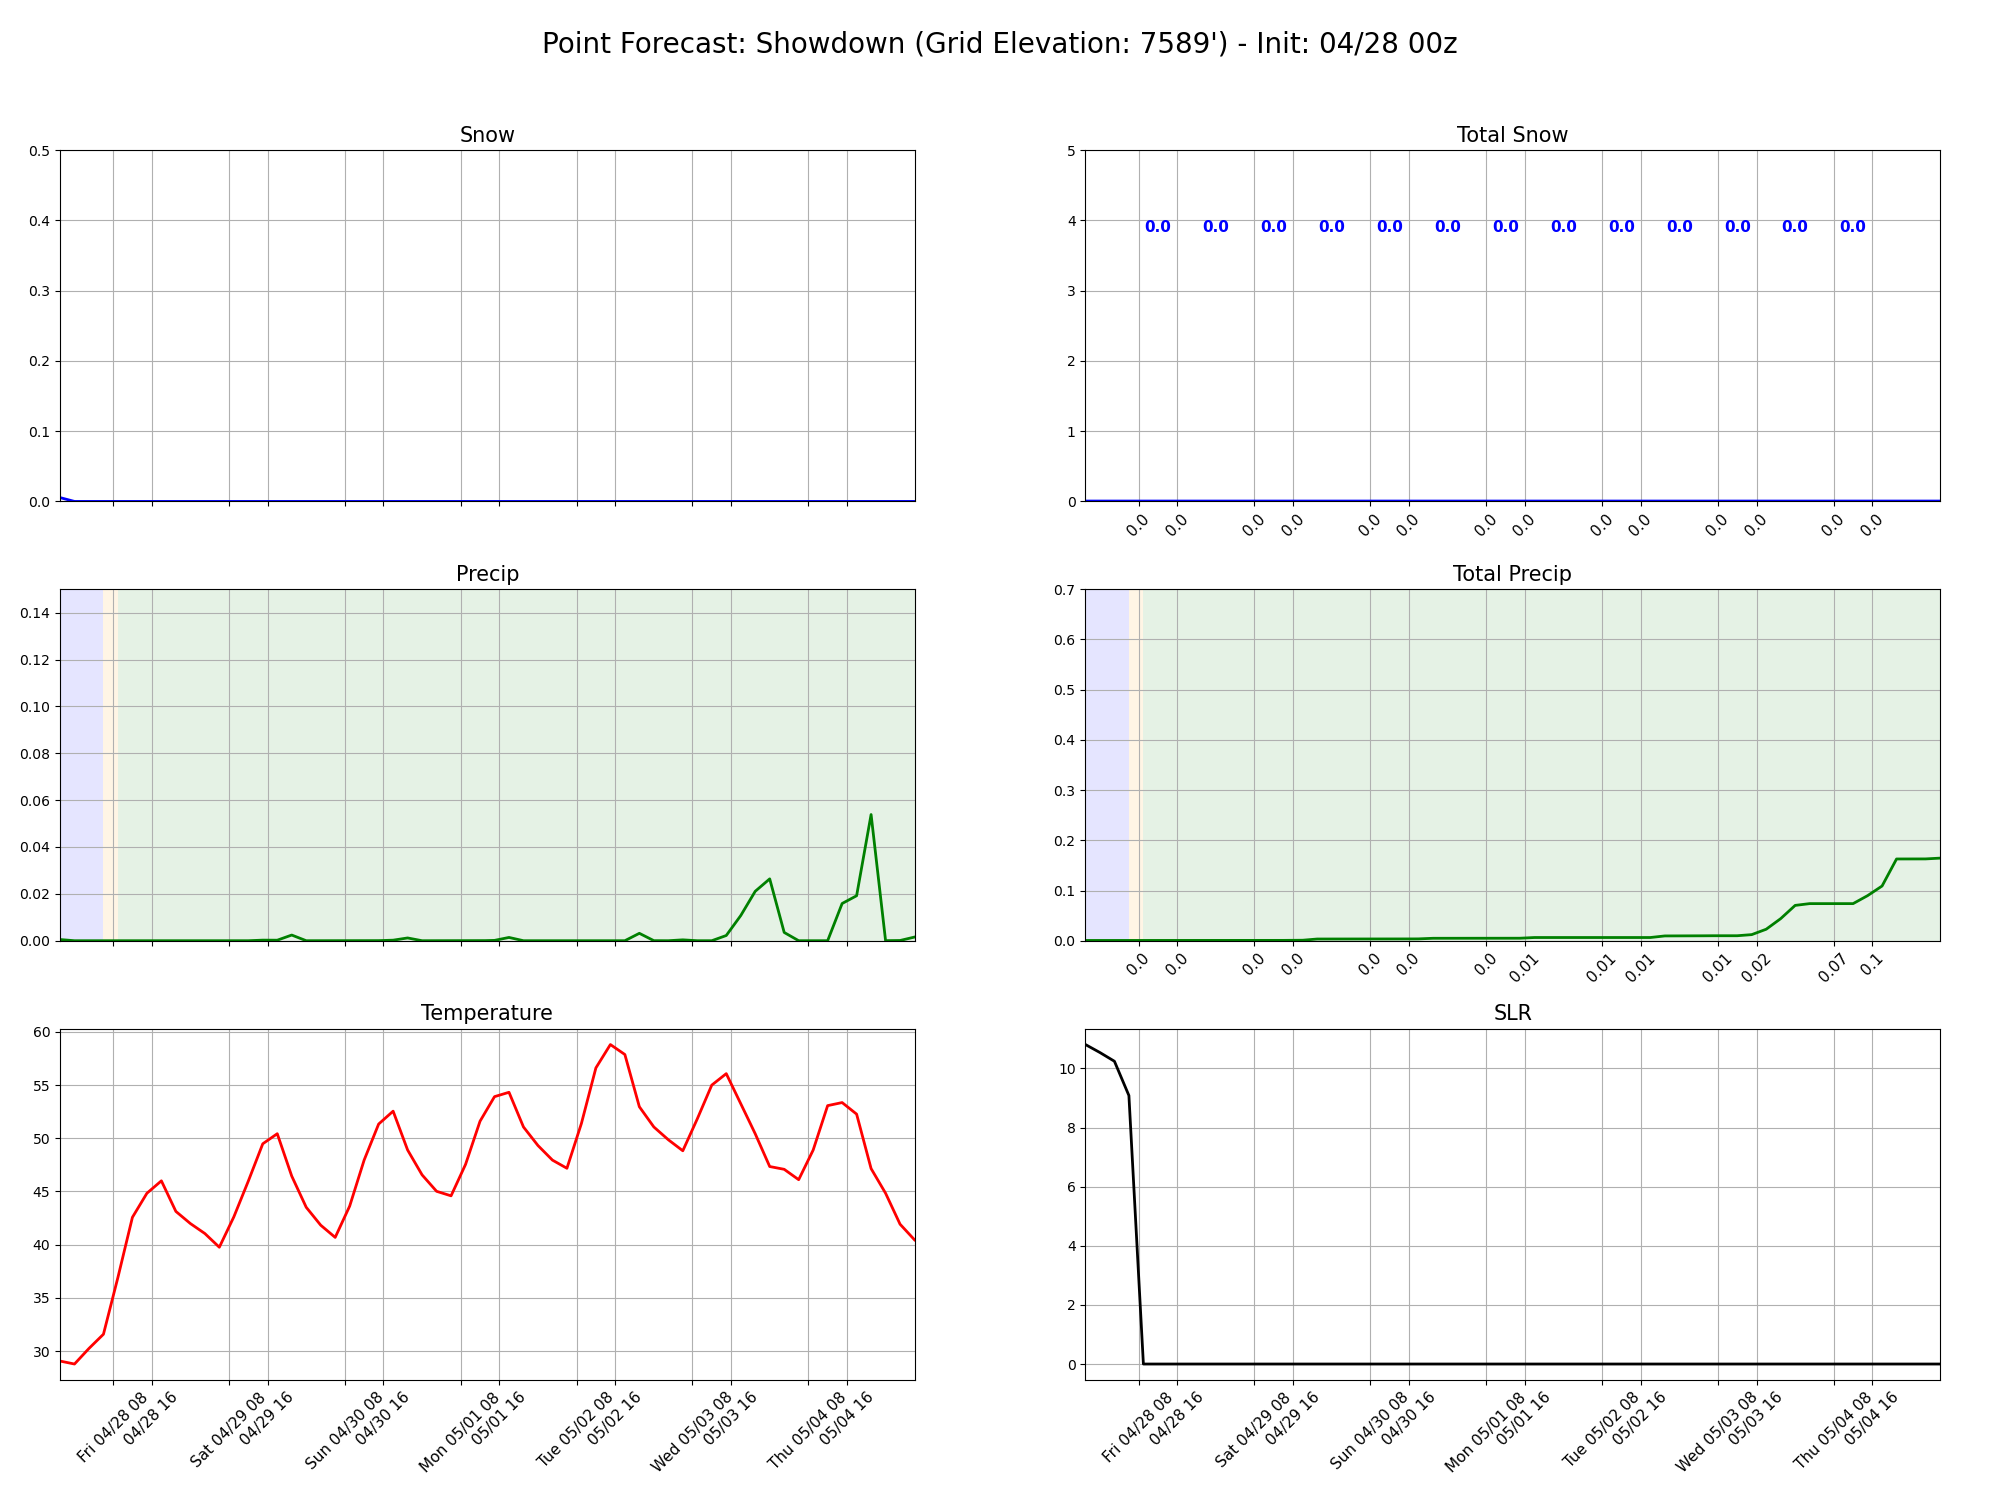 Point Forecast: Showdown (Grid Elevation: 7589') - Init: 04/28 00z
Snow
0.5
0.4
0.3
0.2
0.1
0.0
Total Snow
5
4
3
2
1
0
0.0 0.0 0.0 0.0 0.0 0.0 0.0 0.0 0.0 0.0 0.0 0.0 0.0
0.0 0.0 0.0 0.0 0.0 0.0 0.0 0.0 0.0 0.0 0.0 0.0 0.0 0.0
Precip
0.14
0.12
0.10
0.08
0.06
0.04
0.02
0.00
Total Precip
0.7
0.6
0.5
0.4
0.3
0.2
0.1
0.0
0.0 0.0 0.0 0.0 0.0 0.0 0.0 0.01 0.01 0.01 0.01 0.02 0.07 0.1
Temperature
60
55
50
45
40
35
30
Fri 04/28 08
04/28 16
Sat 04/29 08
04/29 16
Sun 04/30 08
04/30 16
Mon 05/01 08
05/01 16
Tue 05/02 08
05/02 16
Wed 05/03 08
05/03 16
Thu 05/04 08
05/04 16
SLR
10
8
6
4
2
0
Fri 04/28 08
04/28 16
Sat 04/29 08
04/29 16
Sun 04/30 08
04/30 16
Mon 05/01 08
05/01 16
Tue 05/02 08
05/02 16
Wed 05/03 08
05/03 16
Thu 05/04 08
05/04 16